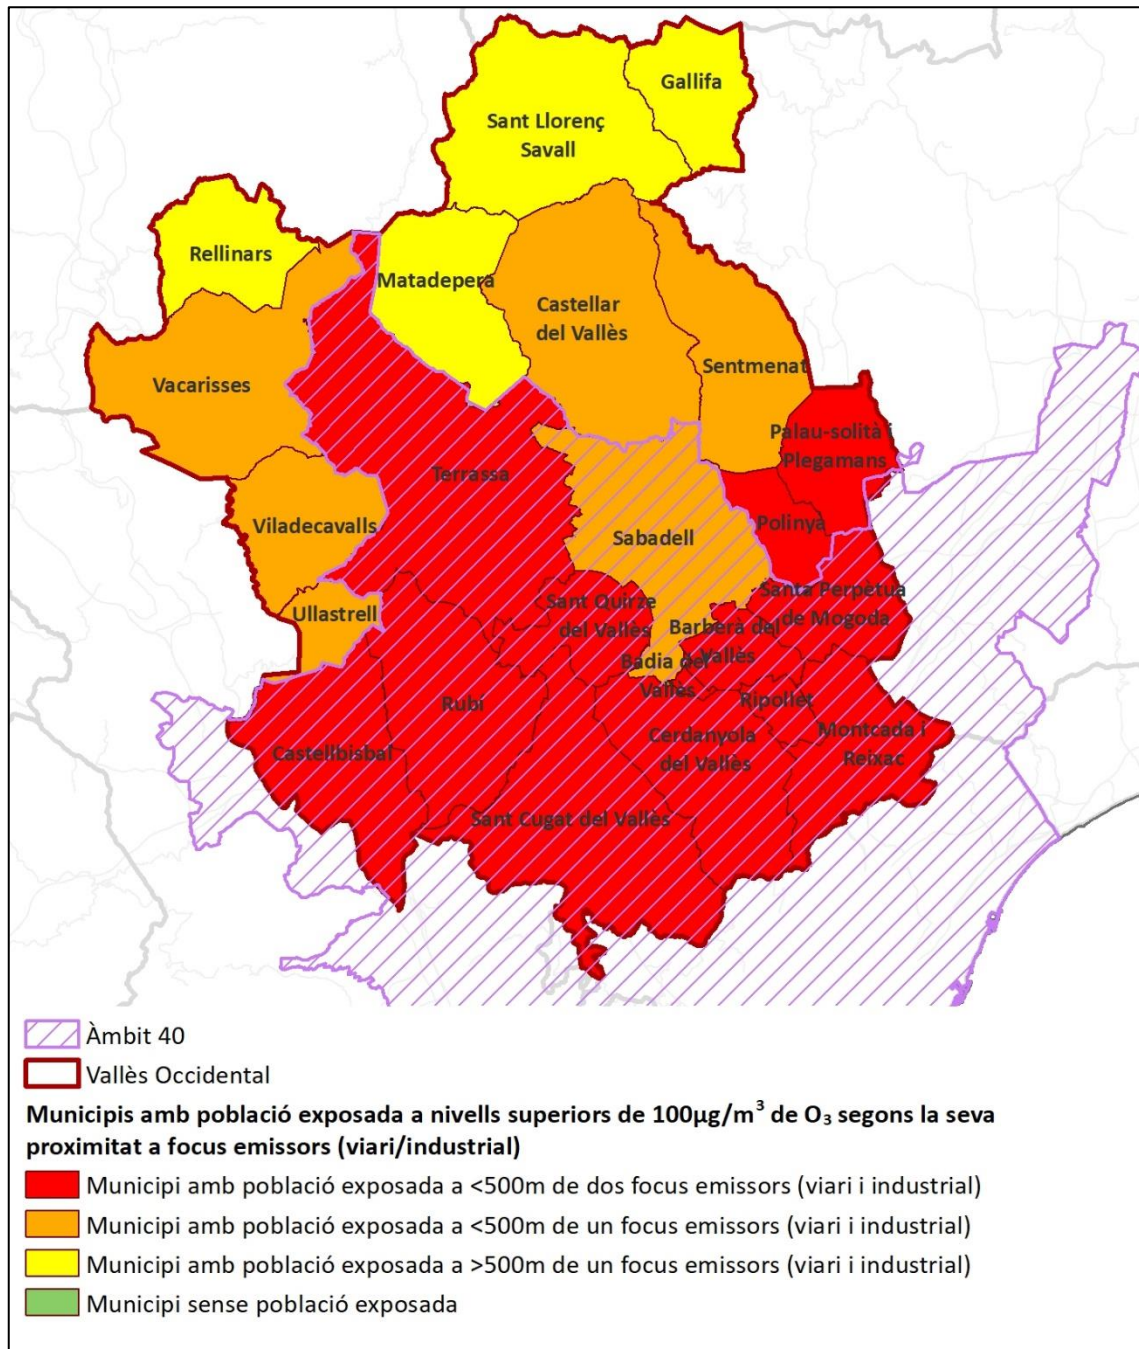 Gallifa
Sant Llorenç
Savall
Rellinars
Matadepera
Castellar
del Vallès
Sentmenat
Vacarisses
Palau-solità i
Plegamans
Terrassa
Viladecavalls
Polinyà
Sabadell
Ullastrell
Sant Quirze
del Vallès
Santa Perpètua
de Mogoda
Barberà del
Vallès
Badia del
Vallès
Rubí
Ripollet
Castellbisbal
Cerdanyola
del Vallès
Montcada i
Reixac
Sant Cugat del Vallès
Àmbit 40
Vallès Occidental
Municipis amb població exposada a nivells superiors de 100µg/m³ de O₃ segons la seva
proximitat a focus emissors (viari/industrial)
Municipi amb població exposada a <500m de dos focus emissors (viari i industrial)
Municipi amb població exposada a <500m de un focus emissors (viari i industrial)
Municipi amb població exposada a >500m de un focus emissors (viari i industrial)
Municipi sense població exposada